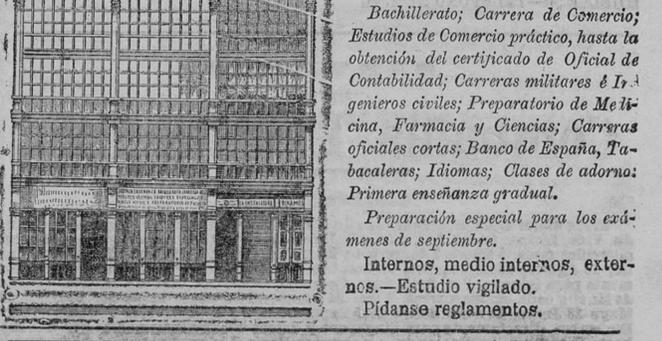 Bachillerato; Carrera de Comercio;
Estudios de Comercio práctico, hasta la
obtención del certificado de Oficial de
Contabilidad; Carreras militares é In-
genieros civiles; Preparatorio de Medi-
cina, Farmacia y Ciencias; Carreras
oficiales cortas; Banco de España, Ta-
bacaleras; Idiomas; Clases de adorno:
Primera enseñanza gradual.
Preparación especial para los exá-
menes de septiembre.
Internos, medio internos, exter-
nos.—Estudio vigilado.
Pídanse reglamentos.